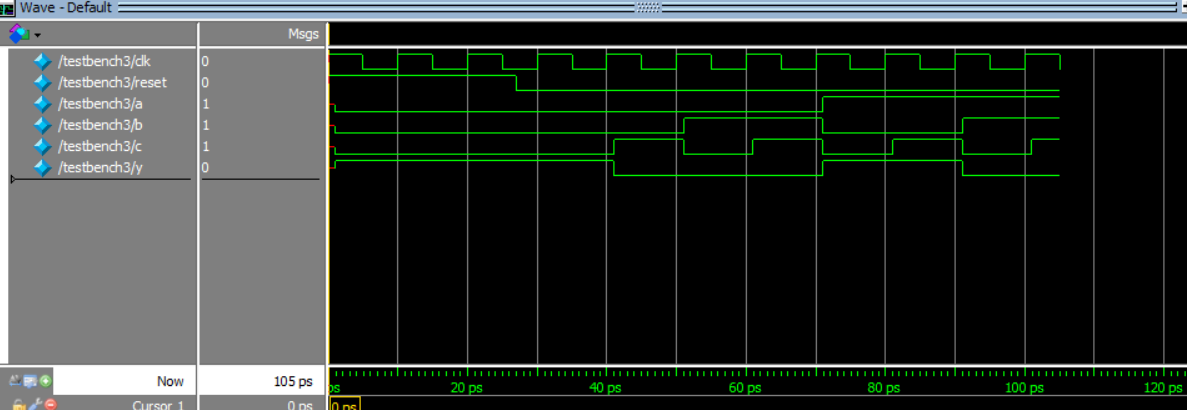 Wave - Default
Msgs
/testbench3/clk 0
/testbench3/reset 0
/testbench3/a 1
/testbench3/b 1
/testbench3/c 1
/testbench3/y 0
Now 105 ps ps 20 ps 40 ps 60 ps 80 ps 100 ps 120 ps
Cursor 1 0 ps 0 ps